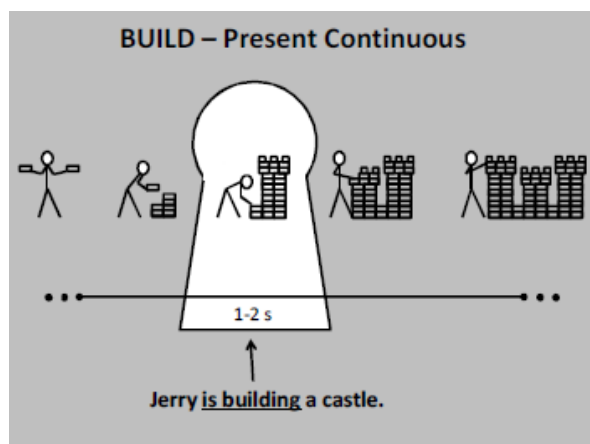 BUILD – Present Continuous
1-2 s
Jerry is building a castle.